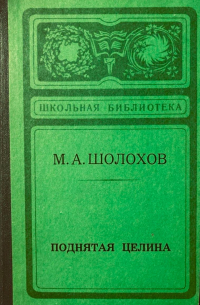 ШКОЛЬНАЯ БИБЛИОТЕКА
М.А.ШОЛОХОВ
ПОДНЯТАЯ ЦЕЛИНА